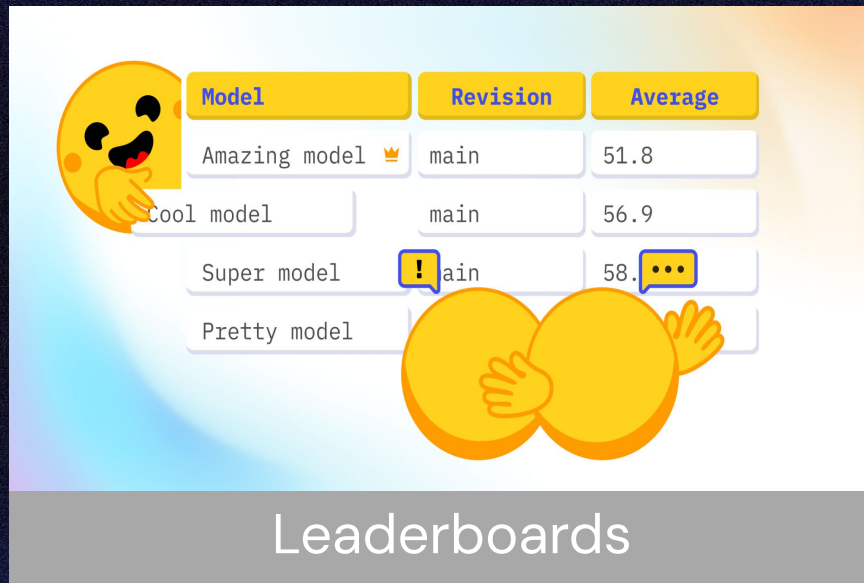 Model Revision Average
Amazing model main 51.8
Cool model main 56.9
! •••
Super model 58.
Pretty model
Leaderboards